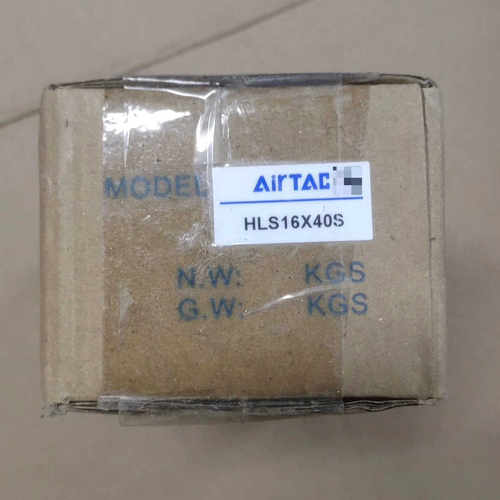 MODEL
AirTAC
HLS16X40S
N.W: KGS
G.W: KGS